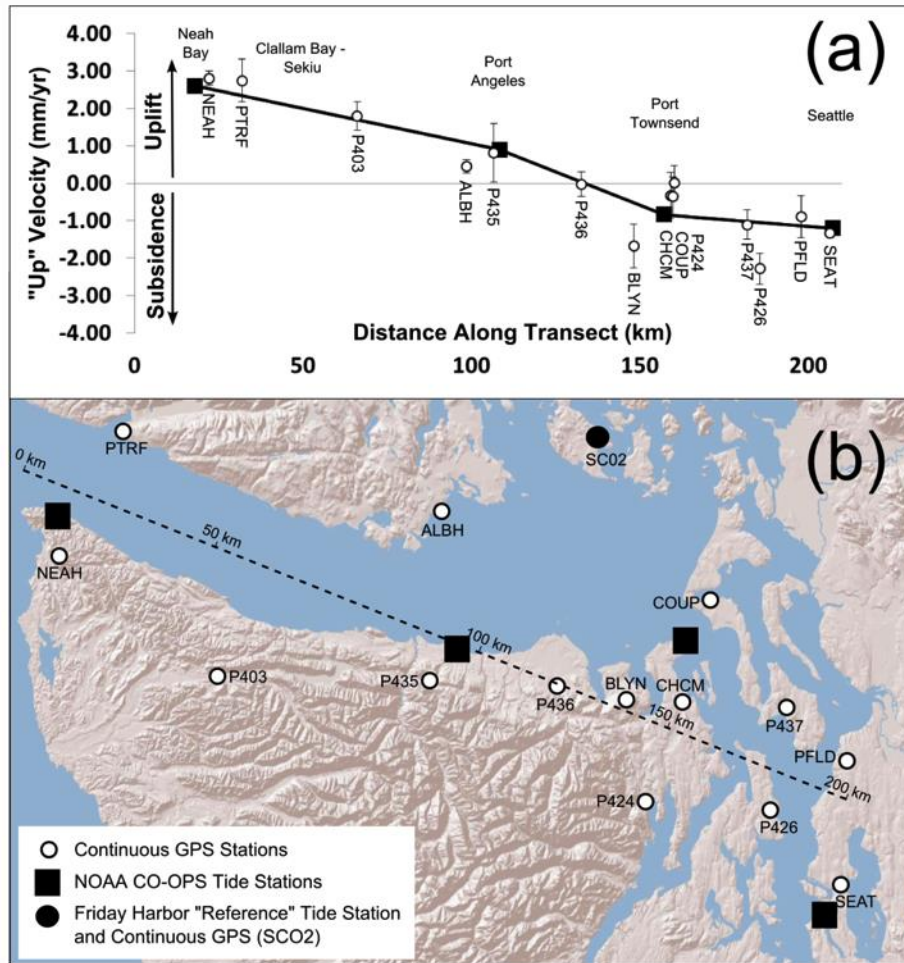 (a)
Neah
Bay
Clallam Bay -
Sekiu
Port
Angeles
Port
Townsend
Seattle
"Up" Velocity (mm/yr)
Uplift
Subsidence
4.00
3.00
2.00
1.00
0.00
-1.00
-2.00
-3.00
-4.00
NEAH
PTRF
P403
ALBH
P435
P436
BLYN
CHCM
COUP
P424
P437
P426
PFLD
SEAT
Distance Along Transect (km)
0 50 100 150 200
(b)
PTRF
SC02
0 km
ALBH
50 km
NEAH
COUP
100 km
P403
P435
P436
BLYN
CHCM
150 km
P437
PFLD
200 km
P424
P426
SEAT
Continuous GPS Stations
NOAA CO-OPS Tide Stations
Friday Harbor "Reference" Tide Station
and Continuous GPS (SCO2)